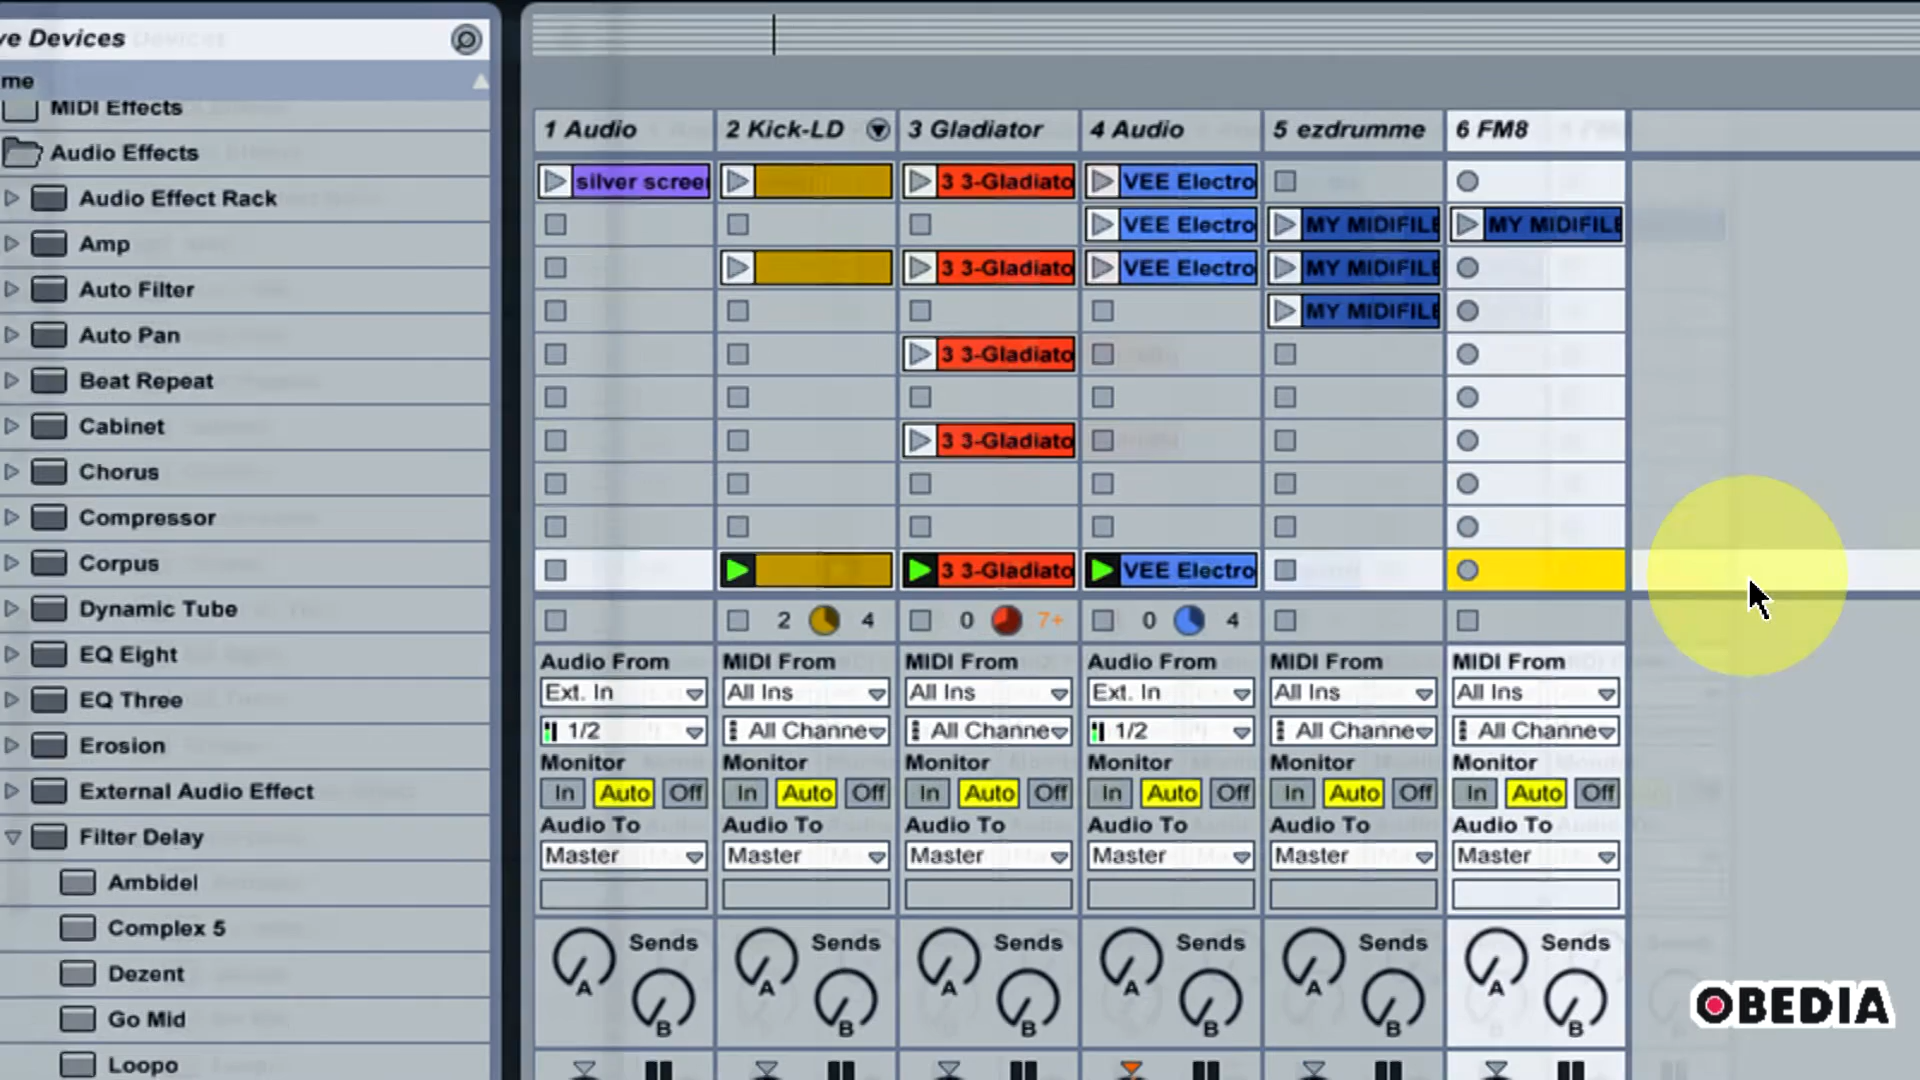 ve Devices
me
MIDI Effects
Audio Effects
Audio Effect Rack
Amp
Auto Filter
Auto Pan
Beat Repeat
Cabinet
Chorus
Compressor
Corpus
Dynamic Tube
EQ Eight
EQ Three
Erosion
External Audio Effect
Filter Delay
Ambidel
Complex 5
Dezent
Go Mid
Loopo
1 Audio 2 Kick-LD 3 Gladiator 4 Audio 5 ezdrumme 6 FM8
silver scree 3 3-Gladiato VEE Electro
VEE Electro MY MIDIFILE MY MIDIFILE
3 3-Gladiato VEE Electro MY MIDIFILE
MY MIDIFILE
3 3-Gladiato
3 3-Gladiato
3 3-Gladiato VEE Electro
2 4 0 7+ 0 4
Audio From MIDI From MIDI From Audio From MIDI From MIDI From
Ext. In All Ins All Ins Ext. In All Ins All Ins
1/2 All Channe All Channe 1/2 All Channe All Channe
Monitor Monitor Monitor Monitor Monitor Monitor
In Auto Off In Auto Off In Auto Off In Auto Off In Auto Off In Auto Off
Audio To Audio To Audio To Audio To Audio To Audio To
Master Master Master Master Master Master
Sends Sends Sends Sends Sends Sends
A A A A A A
B B B B B B
OBEDIA